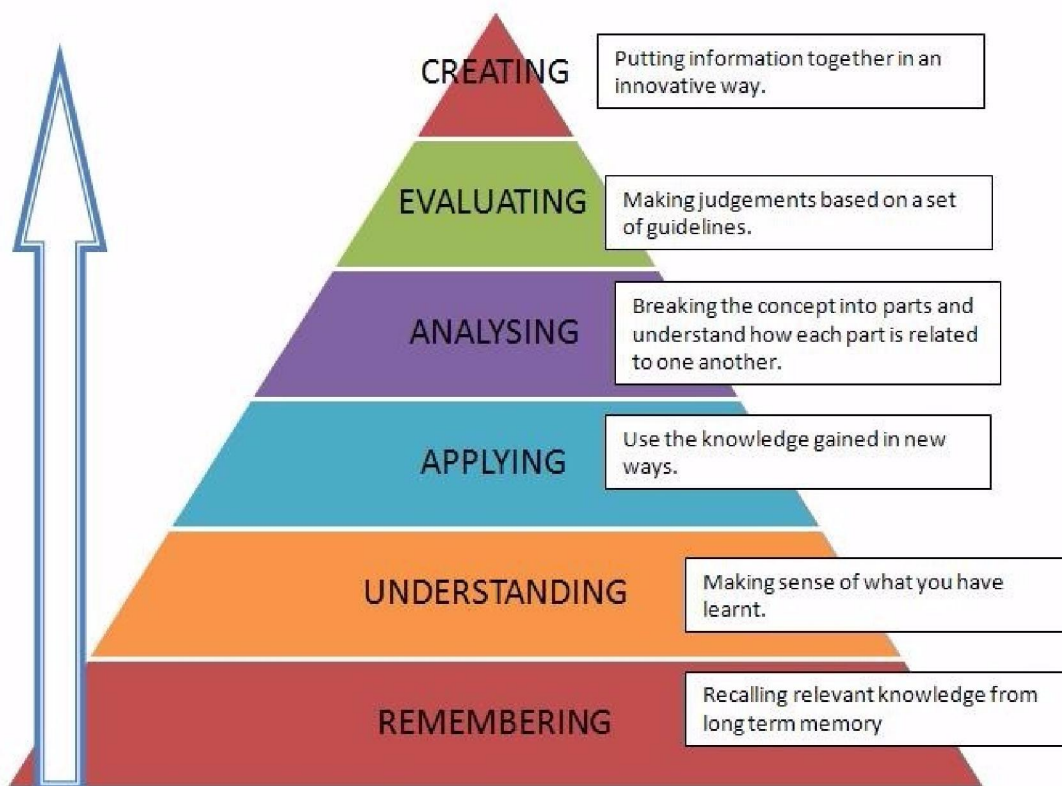 CREATING
Putting information together in an
innovative way.
EVALUATING
Making judgements based on a set
of guidelines.
ANALYSING
Breaking the concept into parts and
understand how each part is related
to one another.
APPLYING
Use the knowledge gained in new
ways.
UNDERSTANDING
Making sense of what you have
learnt.
REMEMBERING
Recalling relevant knowledge from
long term memory